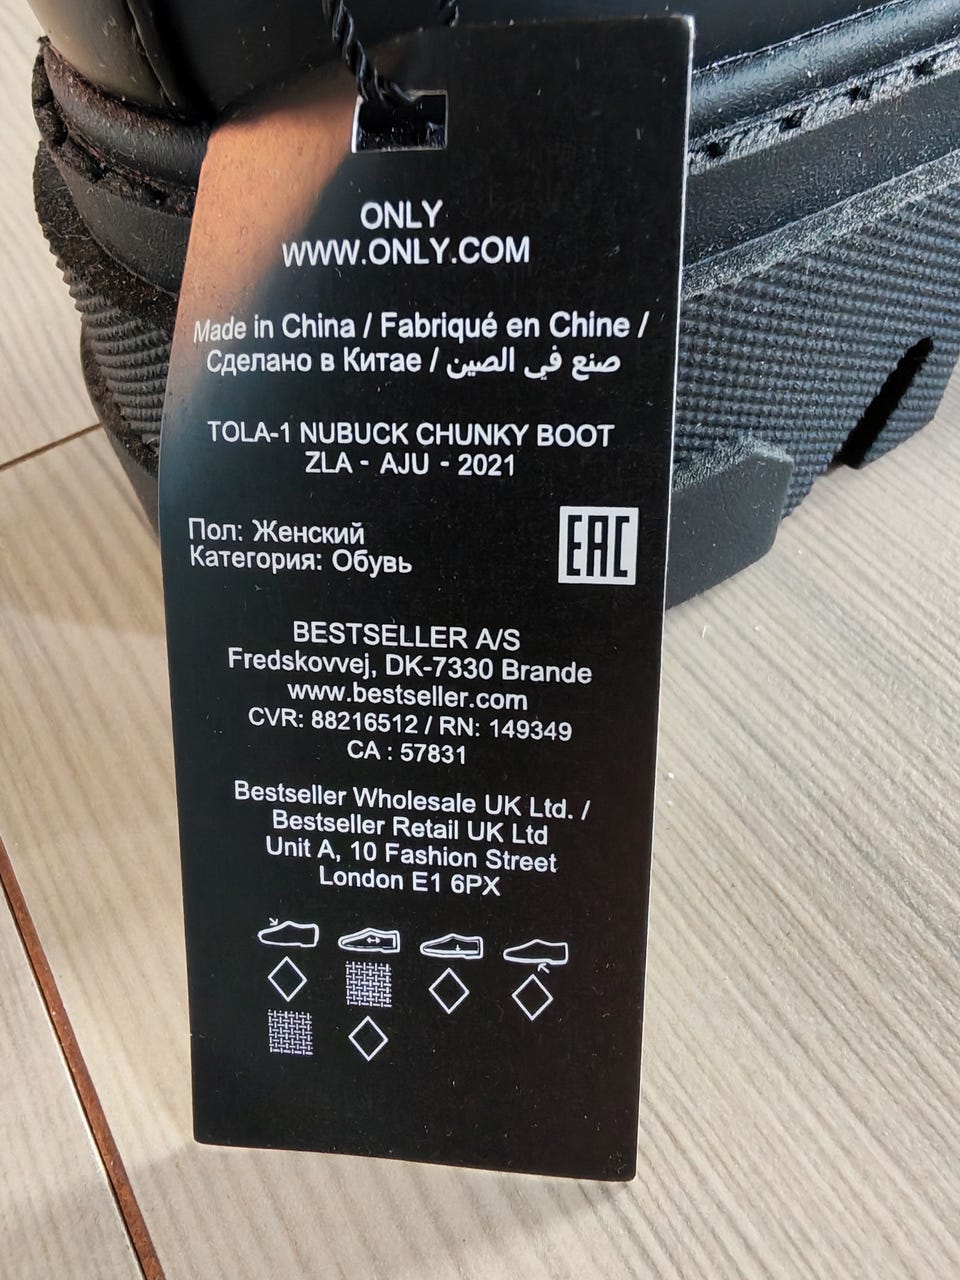 ONLY
WWW.ONLY.COM
Made in China / Fabriqué en Chine /
Сделано в Китае / صنع في الصين
TOLA-1 NUBUCK CHUNKY BOOT
ZLA - AJU - 2021
Пол: Женский
Категория: Обувь
EAC
BESTSELLER A/S
Fredskovvej, DK-7330 Brande
www.bestseller.com
CVR: 88216512 / RN: 149349
CA : 57831
Bestseller Wholesale UK Ltd. /
Bestseller Retail UK Ltd
Unit A, 10 Fashion Street
London E1 6PX